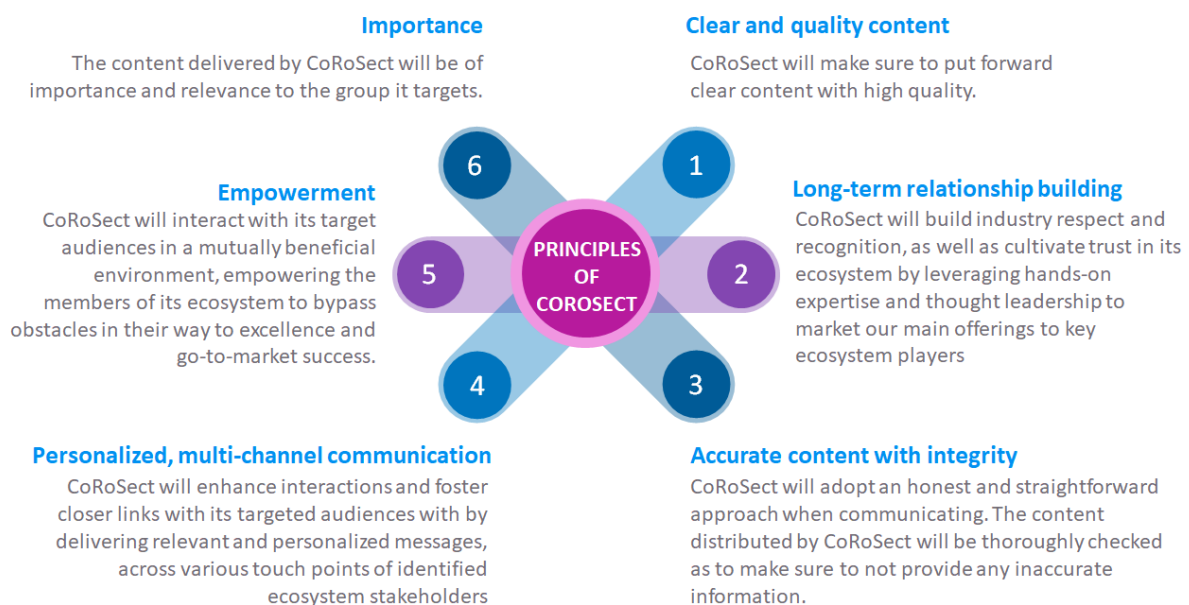 Importance
The content delivered by CoRoSect will be of
importance and relevance to the group it targets.
Clear and quality content
CoRoSect will make sure to put forward
clear content with high quality.
6
1
Empowerment
CoRoSect will interact with its target
audiences in a mutually beneficial
environment, empowering the
members of its ecosystem to bypass
obstacles in their way to excellence and
go-to-market success.
5
PRINCIPLES
OF
COROSECT
2
Long-term relationship building
CoRoSect will build industry respect and
recognition, as well as cultivate trust in its
ecosystem by leveraging hands-on
expertise and thought leadership to
market our main offerings to key
ecosystem players
4
3
Personalized, multi-channel communication
CoRoSect will enhance interactions and foster
closer links with its targeted audiences with by
delivering relevant and personalized messages,
across various touch points of identified
ecosystem stakeholders
Accurate content with integrity
CoRoSect will adopt an honest and straightforward
approach when communicating. The content
distributed by CoRoSect will be thoroughly checked
as to make sure to not provide any inaccurate
information.